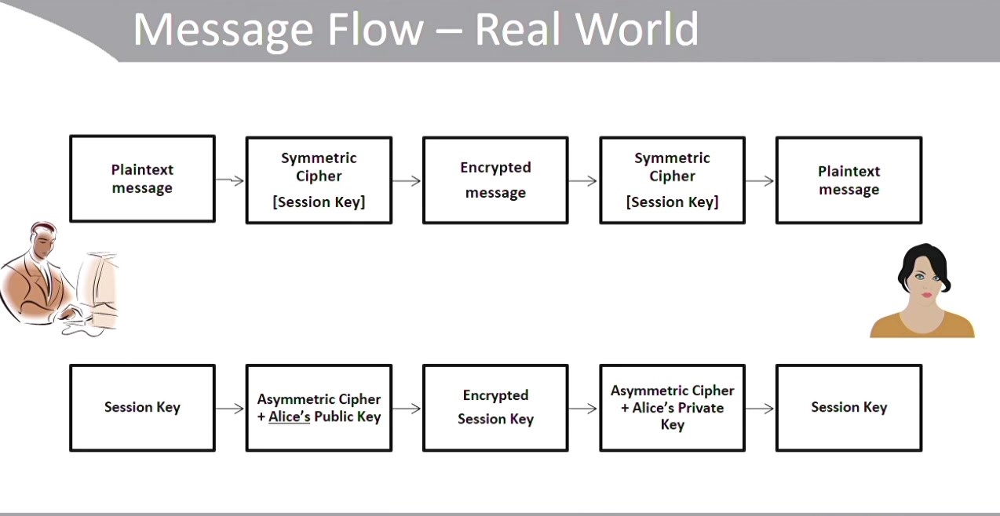 Message Flow – Real World
Plaintext
message
Symmetric
Cipher
[Session Key]
Encrypted
message
Symmetric
Cipher
[Session Key]
Plaintext
message
Session Key
Asymmetric Cipher
+ Alice's Public Key
Encrypted
Session Key
Asymmetric Cipher
+ Alice's Private
Key
Session Key